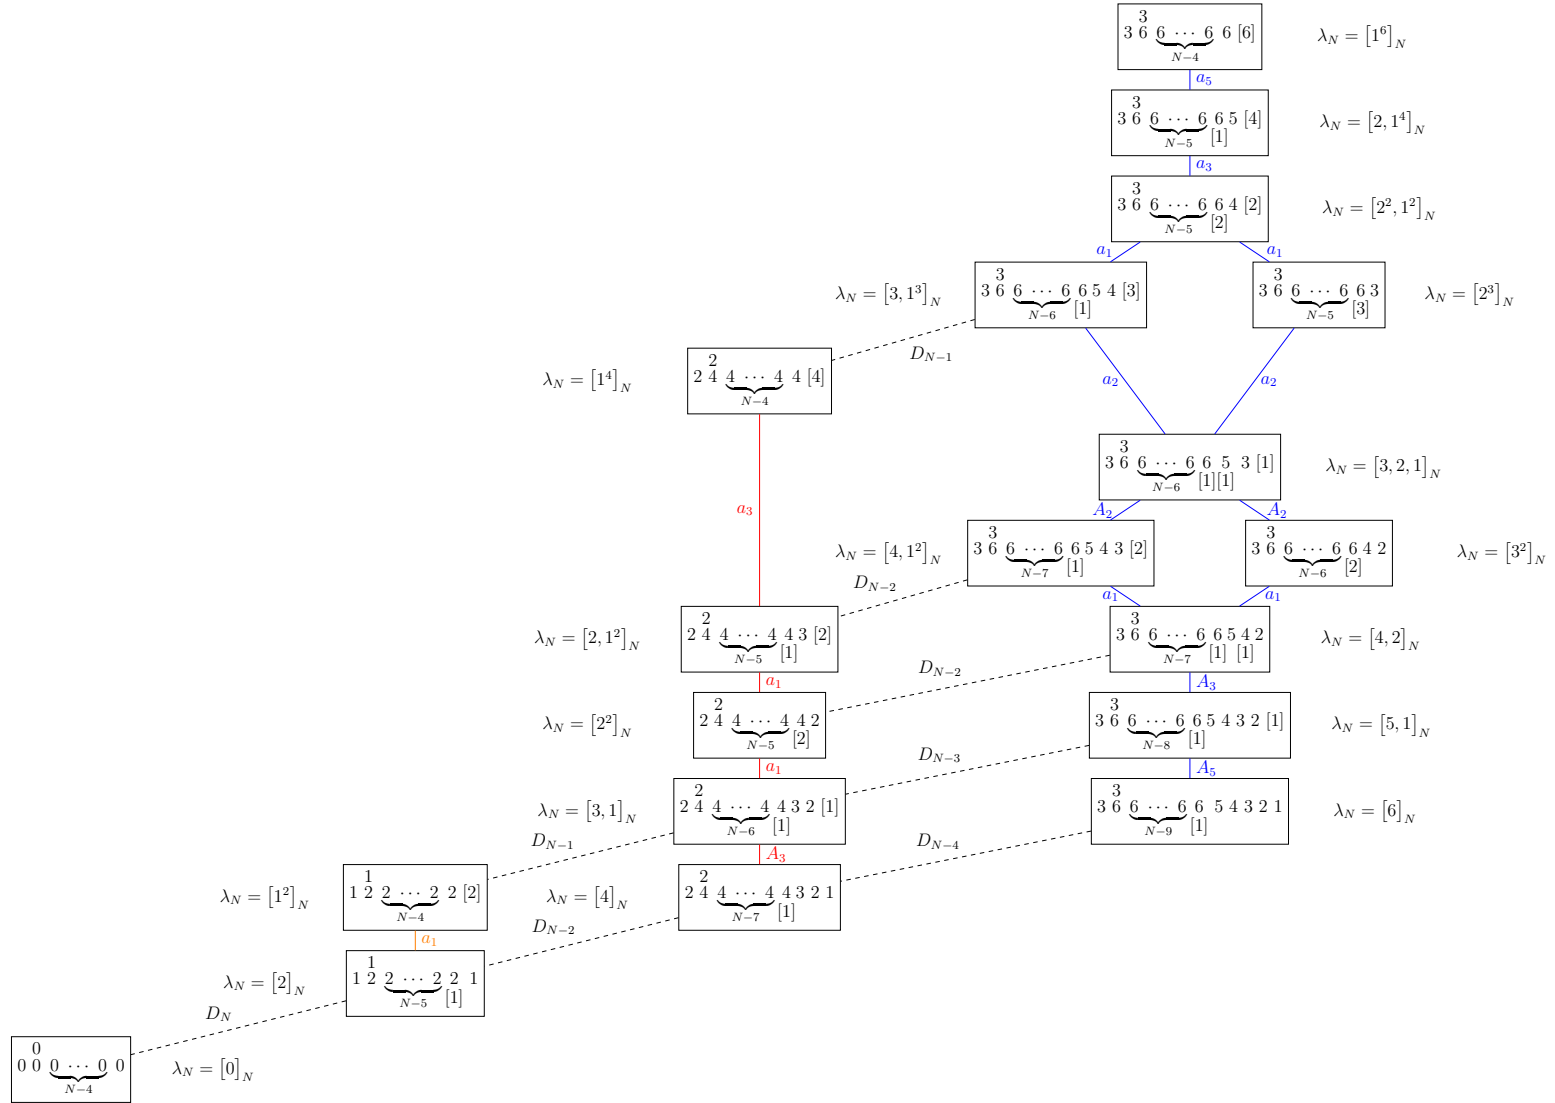 3
3 6 6 ⋯ 6 6 [6]
N−4
λ_N = [1^6]_N
a_5
3
3 6 6 ⋯ 6 6 5 [4]
N−5 [1]
λ_N = [2, 1^4]_N
a_3
3
3 6 6 ⋯ 6 6 4 [2]
N−5 [2]
λ_N = [2^2, 1^2]_N
a_1 a_1
λ_N = [3, 1^3]_N
3
3 6 6 ⋯ 6 6 5 4 [3]
N−6 [1]
3
3 6 6 ⋯ 6 6 3
N−5 [3]
λ_N = [2^3]_N
D_{N−1}
λ_N = [1^4]_N
2
2 4 4 ⋯ 4 4 [4]
N−4
a_2 a_2
3
3 6 6 ⋯ 6 6 5 3 [1]
N−6 [1][1]
λ_N = [3, 2, 1]_N
a_3
A_2 A_2
λ_N = [4, 1^2]_N
3
3 6 6 ⋯ 6 6 5 4 3 [2]
N−7 [1]
3
3 6 6 ⋯ 6 6 4 2
N−6 [2]
λ_N = [3^2]_N
D_{N−2}
a_1 a_1
λ_N = [2, 1^2]_N
2
2 4 4 ⋯ 4 4 3 [2]
N−5 [1]
3
3 6 6 ⋯ 6 6 5 4 2
N−7 [1] [1]
λ_N = [4, 2]_N
D_{N−2}
a_1
A_3
λ_N = [2^2]_N
2
2 4 4 ⋯ 4 4 2
N−5 [2]
3
3 6 6 ⋯ 6 6 5 4 3 2 [1]
N−8 [1]
λ_N = [5, 1]_N
D_{N−3}
a_1
A_5
λ_N = [3, 1]_N
2
2 4 4 ⋯ 4 4 3 2 [1]
N−6 [1]
3
3 6 6 ⋯ 6 6 5 4 3 2 1
N−9 [1]
λ_N = [6]_N
D_{N−1}
A_3
D_{N−4}
λ_N = [1^2]_N
1
1 2 2 ⋯ 2 2 [2]
N−4
λ_N = [4]_N
2
2 4 4 ⋯ 4 4 3 2 1
N−7 [1]
a_1
D_{N−2}
λ_N = [2]_N
1
1 2 2 ⋯ 2 2 1
N−5 [1]
D_N
0
0 0 0 ⋯ 0 0
N−4
λ_N = [0]_N